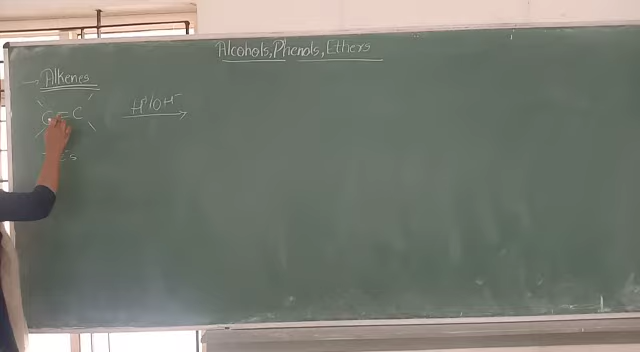 Alcohols, Phenols, Ethers
→ Alkenes
H⁺/OH⁻
C = C